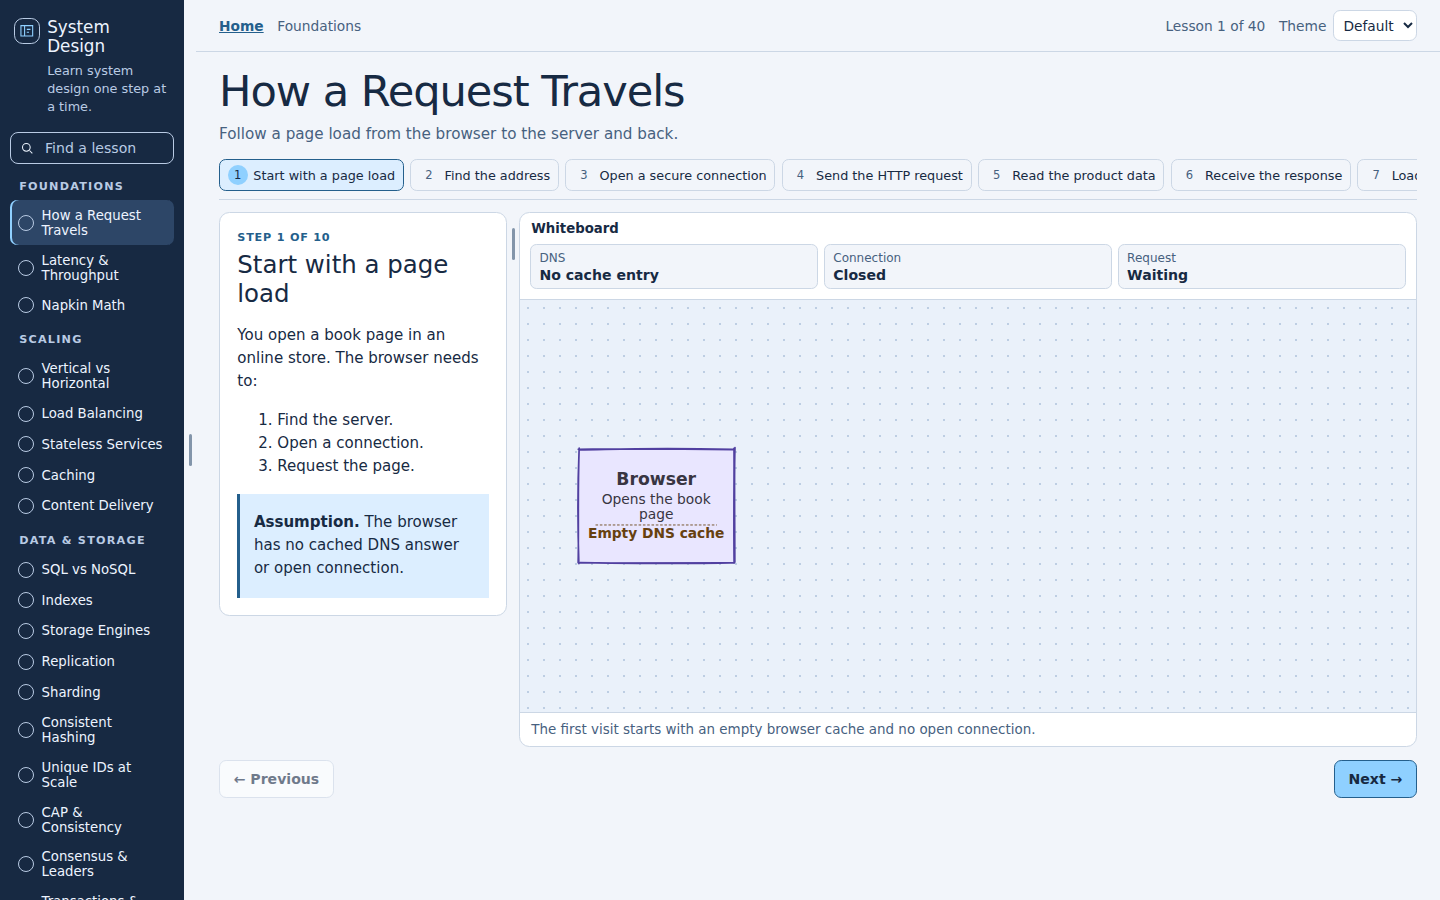 System
Design
Learn system
design one step at
a time.
Find a lesson
FOUNDATIONS
How a Request
Travels
Latency &
Throughput
Napkin Math
SCALING
Vertical vs
Horizontal
Load Balancing
Stateless Services
Caching
Content Delivery
DATA & STORAGE
SQL vs NoSQL
Indexes
Storage Engines
Replication
Sharding
Consistent
Hashing
Unique IDs at
Scale
CAP &
Consistency
Consensus &
Leaders
Transactions &
Home Foundations
Lesson 1 of 40 Theme Default
How a Request Travels
Follow a page load from the browser to the server and back.
1 Start with a page load 2 Find the address 3 Open a secure connection 4 Send the HTTP request 5 Read the product data 6 Receive the response 7
STEP 1 OF 10
Start with a page
load
You open a book page in an
online store. The browser needs
to:
1. Find the server.
2. Open a connection.
3. Request the page.
Assumption. The browser
has no cached DNS answer
or open connection.
Whiteboard
DNS
No cache entry
Connection
Closed
Request
Waiting
Browser
Opens the book
page
Empty DNS cache
The first visit starts with an empty browser cache and no open connection.
← Previous
Next →